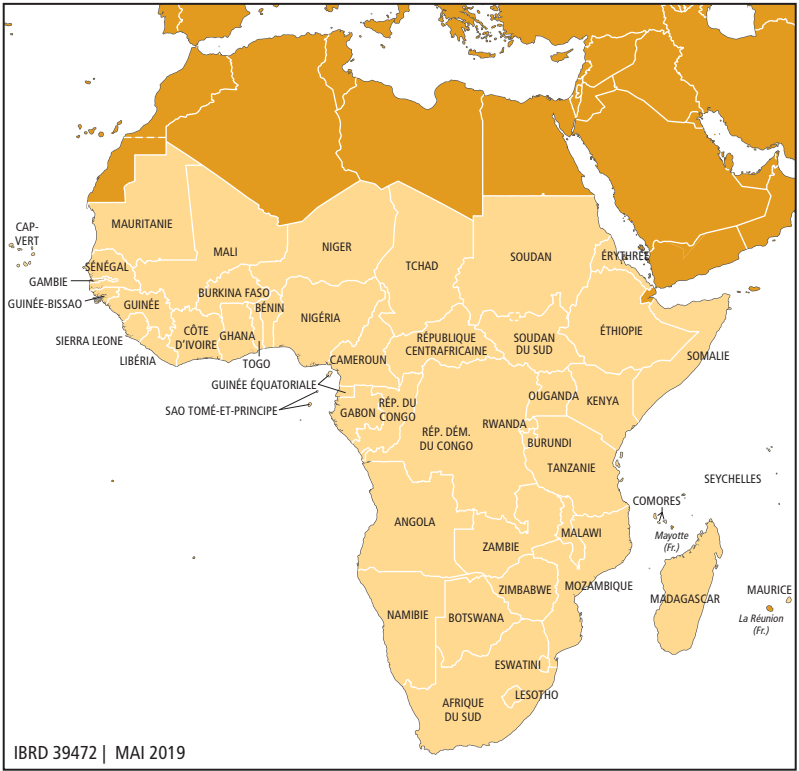 CAP-
VERT
MAURITANIE
MALI
NIGER
TCHAD
SOUDAN
ÉRYTHRÉE
SÉNÉGAL
GAMBIE
GUINÉE-BISSAO
GUINÉE
BURKINA FASO
BÉNIN
NIGÉRIA
SIERRA LEONE
LIBÉRIA
CÔTE
D'IVOIRE
GHANA
TOGO
CAMEROUN
RÉPUBLIQUE
CENTRAFRICAINE
SOUDAN
DU SUD
ÉTHIOPIE
SOMALIE
GUINÉE ÉQUATORIALE
SAO TOMÉ-ET-PRINCIPE
GABON
RÉP. DU
CONGO
RÉP. DÉM.
DU CONGO
OUGANDA
KENYA
RWANDA
BURUNDI
TANZANIE
SEYCHELLES
COMORES
Mayotte
(Fr.)
ANGOLA
ZAMBIE
MALAWI
MOZAMBIQUE
MADAGASCAR
MAURICE
La Réunion
(Fr.)
NAMIBIE
BOTSWANA
ZIMBABWE
ESWATINI
LESOTHO
AFRIQUE
DU SUD
IBRD 39472 | MAI 2019